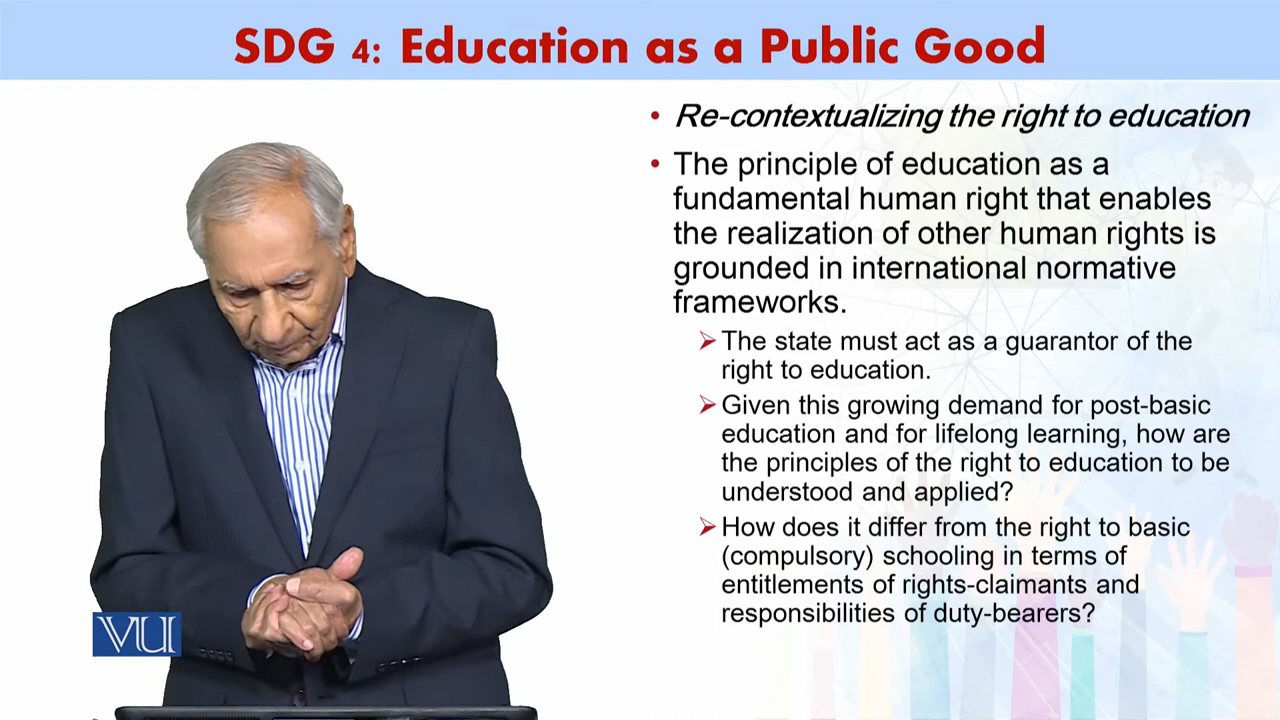 SDG 4: Education as a Public Good
• Re-contextualizing the right to education
• The principle of education as a
fundamental human right that enables
the realization of other human rights is
grounded in international normative
frameworks.
➢ The state must act as a guarantor of the
right to education.
➢ Given this growing demand for post-basic
education and for lifelong learning, how are
the principles of the right to education to be
understood and applied?
➢ How does it differ from the right to basic
(compulsory) schooling in terms of
entitlements of rights-claimants and
responsibilities of duty-bearers?
VU